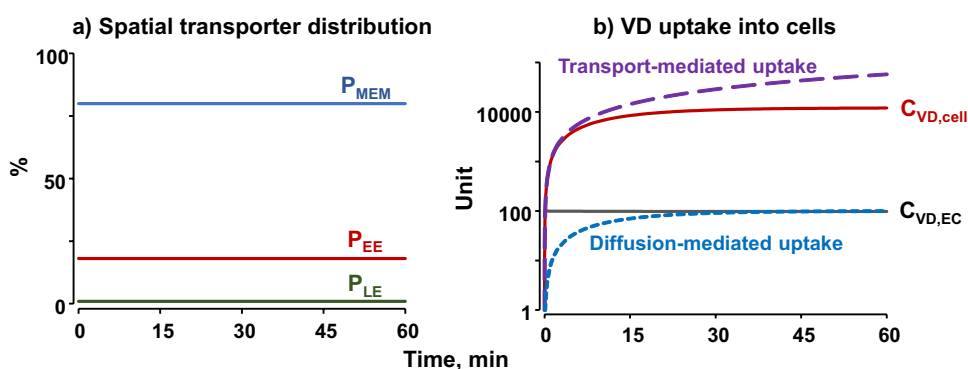 a) Spatial transporter distribution
100
50
0
%
P_MEM
P_EE
P_LE
0 15 30 45 60
b) VD uptake into cells
Transport-mediated uptake
10000
C_VD,cell
Unit
100
C_VD,EC
Diffusion-mediated uptake
1
0 15 30 45 60
Time, min